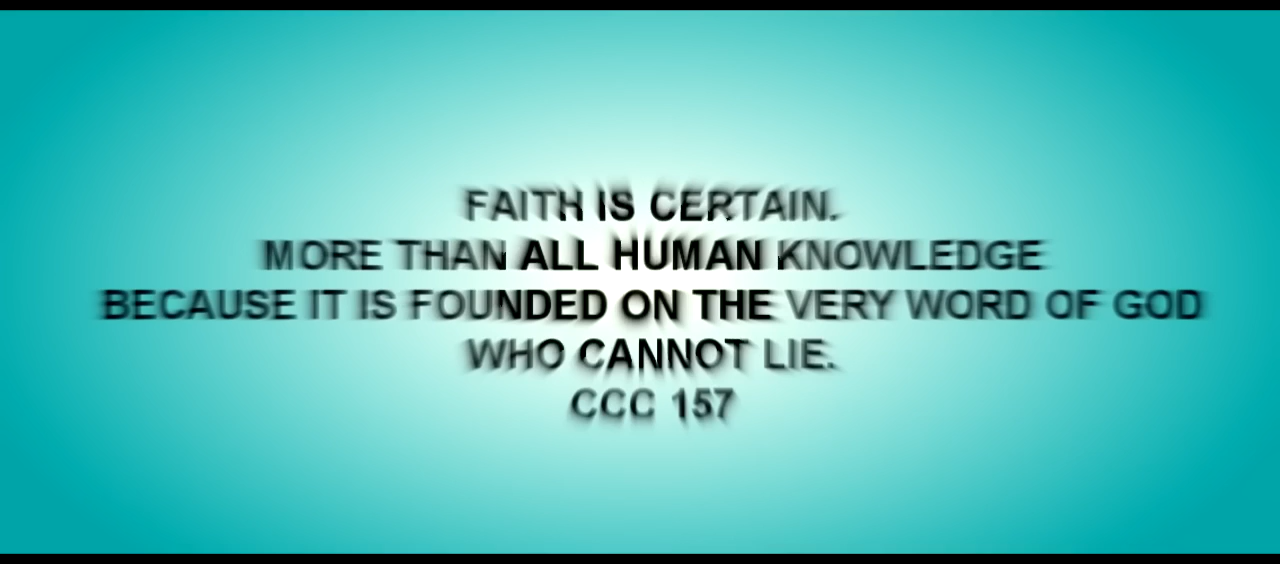 FAITH IS CERTAIN.
MORE THAN ALL HUMAN KNOWLEDGE
BECAUSE IT IS FOUNDED ON THE VERY WORD OF GOD
WHO CANNOT LIE.
CCC 157